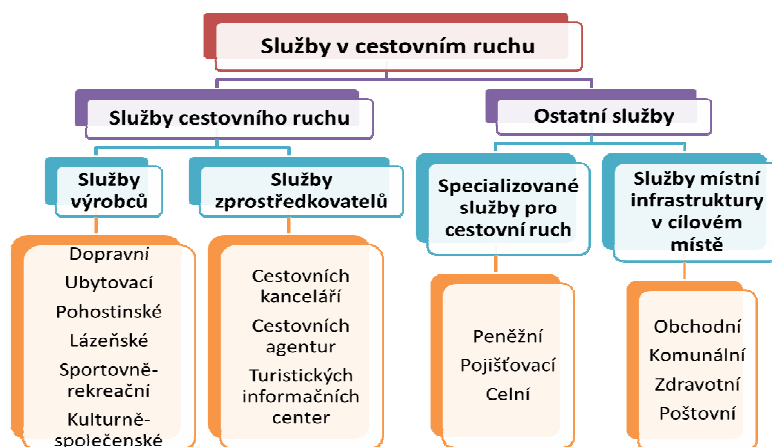 Služby v cestovním ruchu
Služby cestovního ruchu
Ostatní služby
Služby
výrobců
Služby
zprostředkovatelů
Specializované
služby pro
cestovní ruch
Služby místní
infrastruktury
v cílovém
místě
Dopravní
Ubytovací
Pohostinské
Lázeňské
Sportovně-
rekreační
Kulturně-
společenské
Cestovních
kanceláří
Cestovních
agentur
Turistických
informačních
center
Peněžní
Pojišťovací
Celní
Obchodní
Komunální
Zdravotní
Poštovní